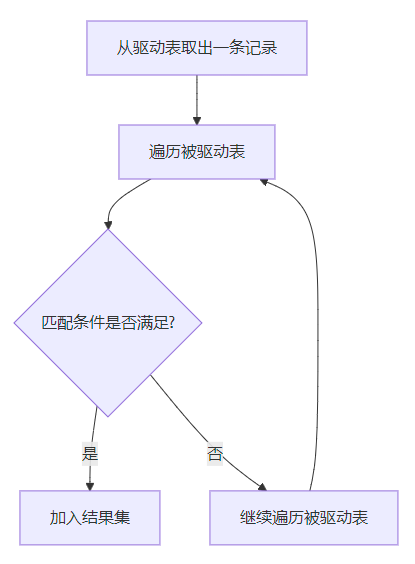 从驱动表取出一条记录
遍历被驱动表
匹配条件是否满足?
是
否
加入结果集
继续遍历被驱动表